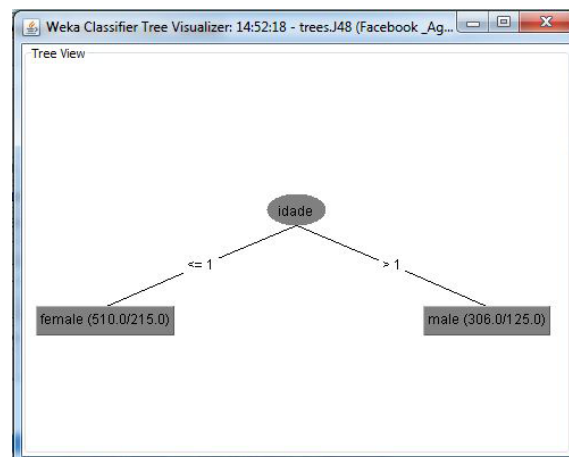 Weka Classifier Tree Visualizer: 14:52:18 - trees.J48 (Facebook _Ag...
Tree View
idade
<= 1
> 1
female (510.0/215.0)
male (306.0/125.0)